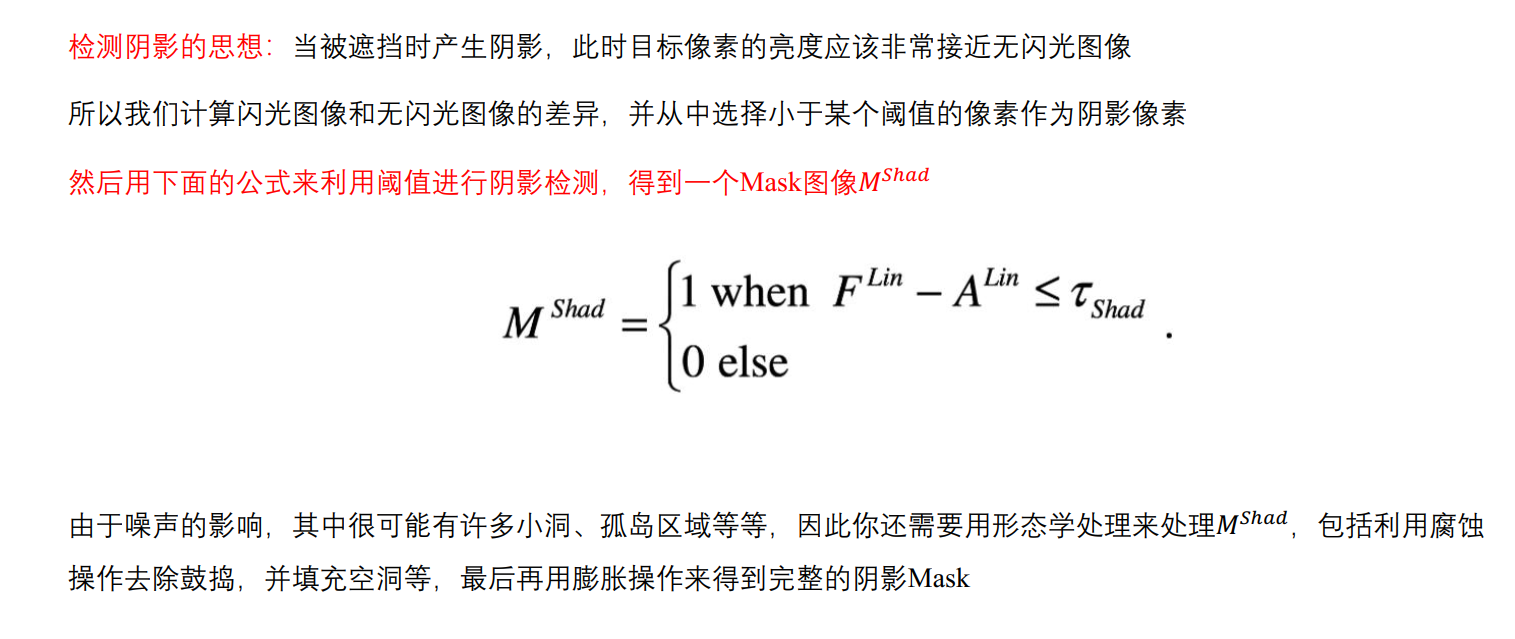 检测阴影的思想：当被遮挡时产生阴影，此时目标像素的亮度应该非常接近无闪光图像
所以我们计算闪光图像和无闪光图像的差异，并从中选择小于某个阈值的像素作为阴影像素
然后用下面的公式来利用阈值进行阴影检测，得到一个Mask图像M^Shad
M^Shad = { 1 when F^Lin − A^Lin ≤ τ_Shad
0 else .
由于噪声的影响，其中很可能有许多小洞、孤岛区域等等，因此你还需要用形态学处理来处理M^Shad，包括利用腐蚀
操作去除鼓捣，并填充空洞等，最后再用膨胀操作来得到完整的阴影Mask